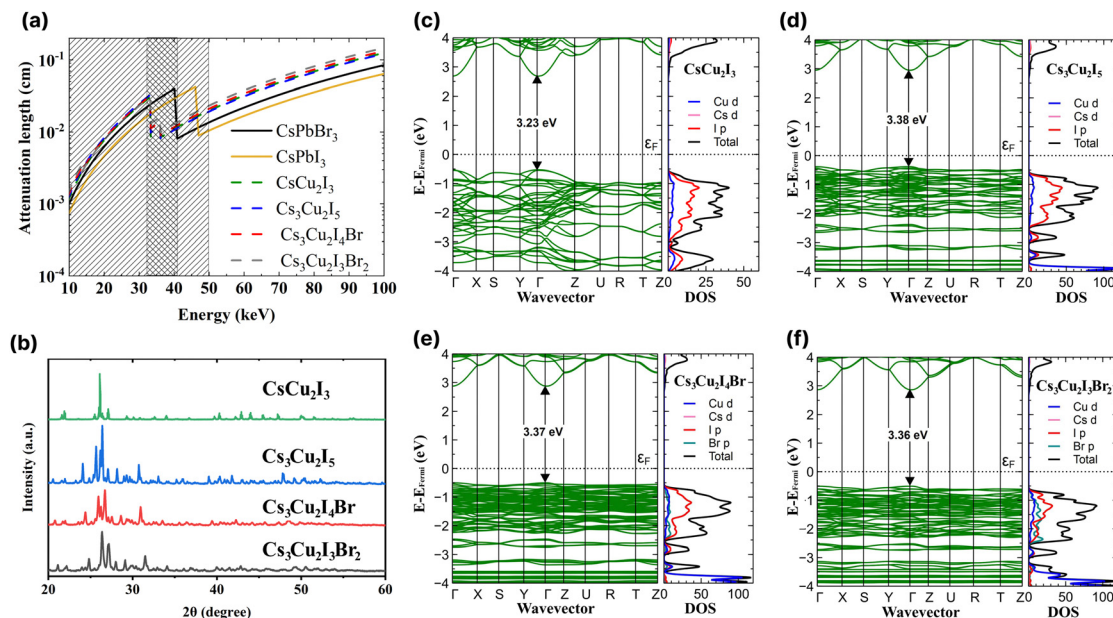 (a)
Attenuation length (cm)
10⁻¹
10⁻²
10⁻³
10⁻⁴
10 20 30 40 50 60 70 80 90 100
Energy (keV)
CsPbBr₃
CsPbI₃
CsCu₂I₃
Cs₃Cu₂I₅
Cs₃Cu₂I₄Br
Cs₃Cu₂I₃Br₂
(b)
Intensity (a.u.)
CsCu₂I₃
Cs₃Cu₂I₅
Cs₃Cu₂I₄Br
Cs₃Cu₂I₃Br₂
20 30 40 50 60
2θ (degree)
(c)
E-E_Fermi (eV)
4
3
2
1
0
−1
−2
−3
−4
3.23 eV
ε_F
Γ X S Y Γ Z U R T Z
Wavevector
CsCu₂I₃
Cu d
Cs d
I p
Total
0 25 50
DOS
(d)
E-E_Fermi (eV)
4
3
2
1
0
−1
−2
−3
−4
3.38 eV
ε_F
Γ X S Y Γ Z U R T Z
Wavevector
Cs₃Cu₂I₅
Cu d
Cs d
I p
Total
0 50 100
DOS
(e)
E-E_Fermi (eV)
4
3
2
1
0
−1
−2
−3
−4
3.37 eV
ε_F
Γ X S Y Γ Z U R T Z
Wavevector
Cs₃Cu₂I₄Br
Cu d
Cs d
I p
Br p
Total
0 50 100
DOS
(f)
E-E_Fermi (eV)
4
3
2
1
0
−1
−2
−3
−4
3.36 eV
ε_F
Γ X S Y Γ Z U R T Z
Wavevector
Cs₃Cu₂I₃Br₂
Cu d
Cs d
I p
Br p
Total
0 50 100
DOS